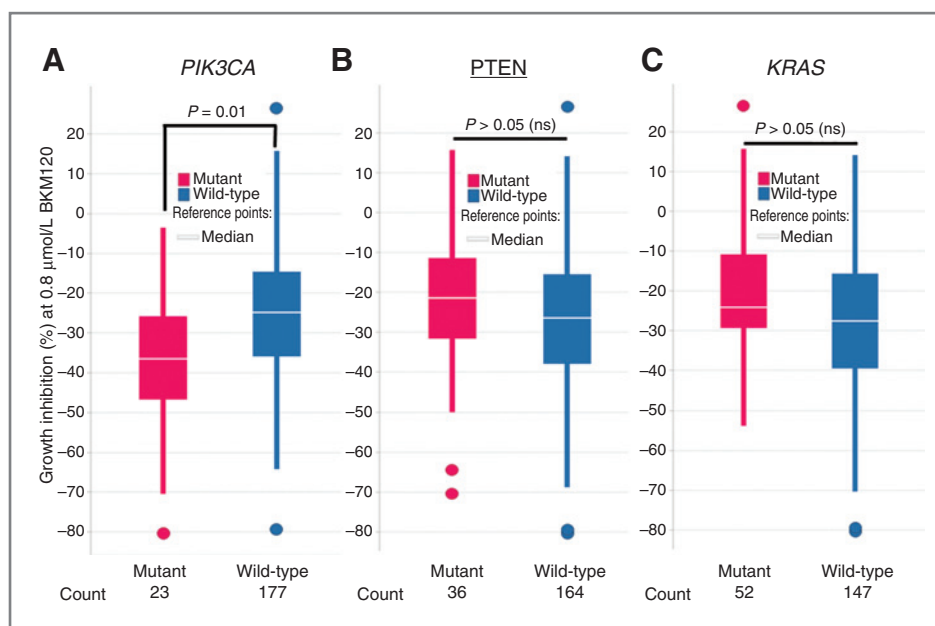 A
PIK3CA
P = 0.01
Mutant
Wild-type
Reference points:
Median
Growth inhibition (%) at 0.8 μmol/L BKM120
20
10
0
−10
−20
−30
−40
−50
−60
−70
−80
Mutant Wild-type
Count 23 177
B
PTEN
P > 0.05 (ns)
Mutant
Wild-type
Reference points:
Median
20
10
0
−10
−20
−30
−40
−50
−60
−70
−80
Mutant Wild-type
Count 36 164
C
KRAS
P > 0.05 (ns)
Mutant
Wild-type
Reference points:
Median
20
10
0
−10
−20
−30
−40
−50
−60
−70
−80
Mutant Wild-type
Count 52 147